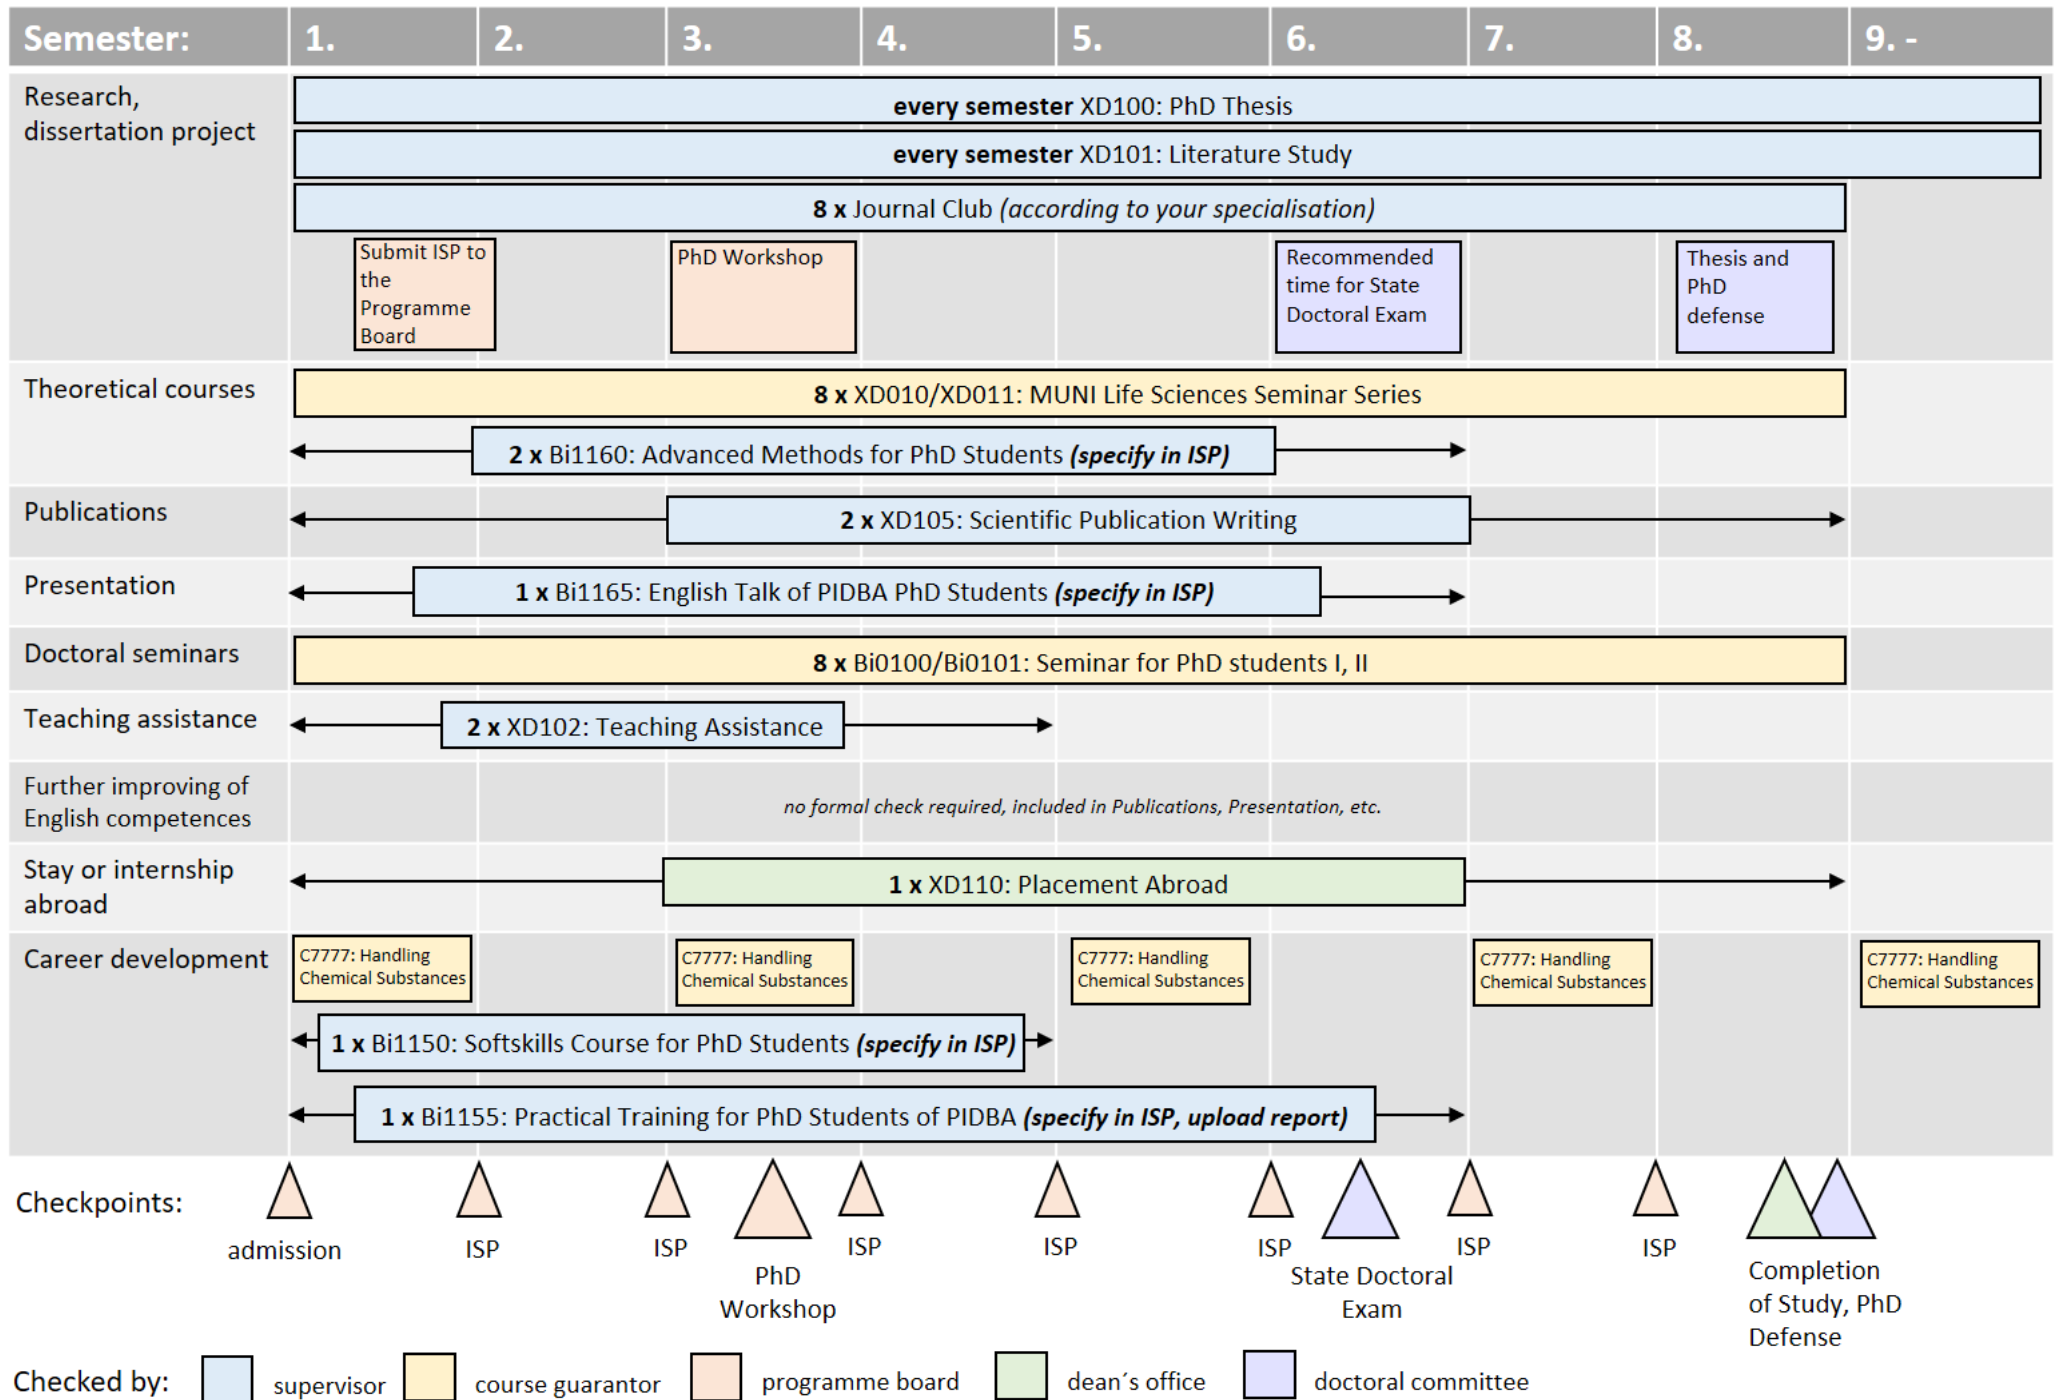 Semester: 1. 2. 3. 4. 5. 6. 7. 8. 9. -
Research,
dissertation project
every semester XD100: PhD Thesis
every semester XD101: Literature Study
8 x Journal Club (according to your specialisation)
Submit ISP to
the
Programme
Board
PhD Workshop
Recommended
time for State
Doctoral Exam
Thesis and
PhD
defense
Theoretical courses
8 x XD010/XD011: MUNI Life Sciences Seminar Series
2 x Bi1160: Advanced Methods for PhD Students (specify in ISP)
Publications
2 x XD105: Scientific Publication Writing
Presentation
1 x Bi1165: English Talk of PIDBA PhD Students (specify in ISP)
Doctoral seminars
8 x Bi0100/Bi0101: Seminar for PhD students I, II
Teaching assistance
2 x XD102: Teaching Assistance
Further improving of
English competences
no formal check required, included in Publications, Presentation, etc.
Stay or internship
abroad
1 x XD110: Placement Abroad
Career development
C7777: Handling
Chemical Substances
C7777: Handling
Chemical Substances
C7777: Handling
Chemical Substances
C7777: Handling
Chemical Substances
C7777: Handling
Chemical Substances
1 x Bi1150: Softskills Course for PhD Students (specify in ISP)
1 x Bi1155: Practical Training for PhD Students of PIDBA (specify in ISP, upload report)
Checkpoints:
admission
ISP
ISP
PhD
Workshop
ISP
ISP
ISP
State Doctoral
Exam
ISP
ISP
Completion
of Study, PhD
Defense
Checked by: supervisor course guarantor programme board dean´s office doctoral committee